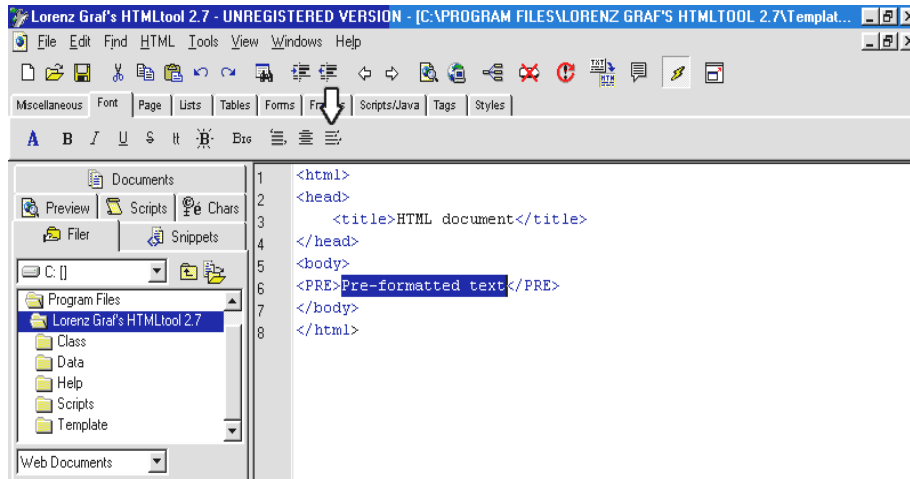 Lorenz Graf's HTMLtool 2.7 - UNREGISTERED VERSION - [C:\PROGRAM FILES\LORENZ GRAF'S HTMLTOOL 2.7\Templat...
File Edit Find HTML Tools View Windows Help
Miscellaneous Font Page Lists Tables Forms Scripts/Java Tags Styles
A B I U S tt B BIG
Documents
Preview Scripts Chars
Filer Snippets
C: []
Program Files
Lorenz Graf's HTMLtool 2.7
Class
Data
Help
Scripts
Template
Web Documents
1 <html>
2 <head>
3 <title>HTML document</title>
4 </head>
5 <body>
6 <PRE>Pre-formatted text</PRE>
7 </body>
8 </html>